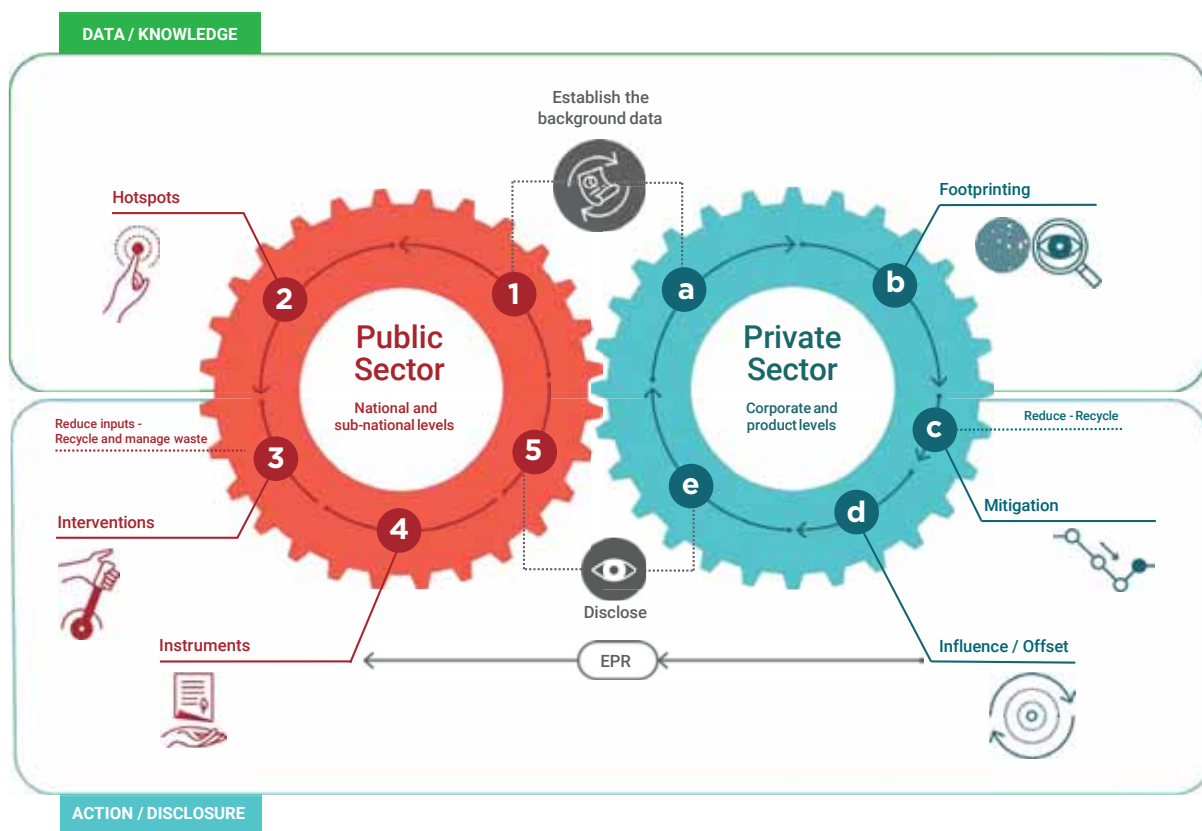 DATA / KNOWLEDGE
Establish the
background data
Hotspots
Footprinting
1
2
a
b
Public
Sector
National and
sub-national levels
Private
Sector
Corporate and
product levels
Reduce inputs -
Recycle and manage waste
Reduce - Recycle
3
5
c
e
4
d
Interventions
Mitigation
Disclose
Instruments
EPR
Influence / Offset
ACTION / DISCLOSURE